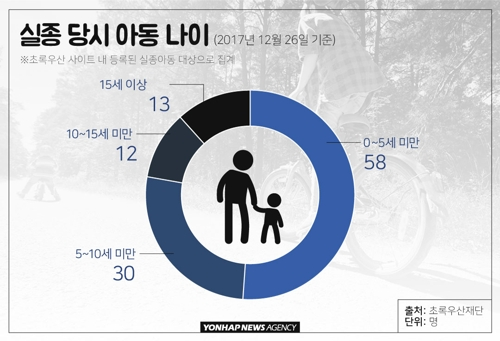 실종 당시 아동 나이 (2017년 12월 26일 기준)
※초록우산 사이트 내 등록된 실종아동 대상으로 집계
15세 이상
13
10~15세 미만
12
0~5세 미만
58
5~10세 미만
30
출처: 초록우산재단
단위: 명
YONHAP NEWS AGENCY